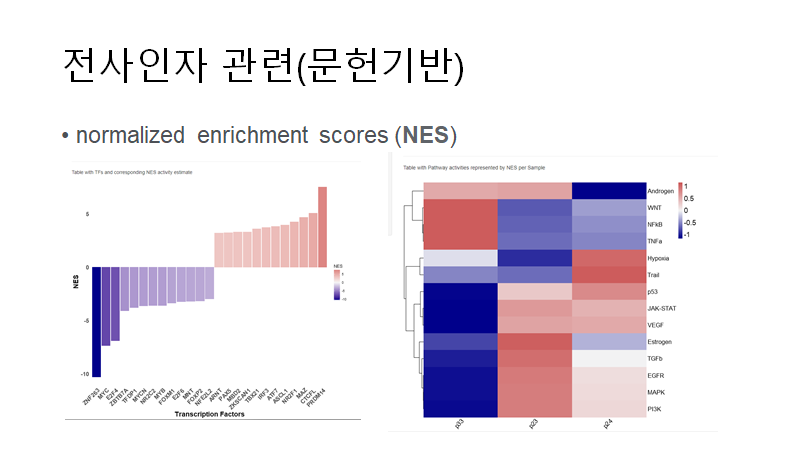 전사인자 관련(문헌기반)
• normalized enrichment scores (NES)
Table with TFs and corresponding NES activity estimate
5
0
-5
-10
NES
NES
ZNF263
MYC
E2F4
ZBTB7A
TFDP1
MYCN
NR2C2
MYB
FOXM1
E2F6
MNT
FOXP2
NFE2L2
ARNT
PAX5
MBD2
ZKSCAN1
TBX21
IRF3
ATF7
ASCL1
NR2F1
MAZ
CTCFL
PRDM14
Transcription Factors
Table with Pathway activities represented by NES per Sample
Androgen
WNT
NFkB
TNFa
Hypoxia
Trail
p53
JAK-STAT
VEGF
Estrogen
TGFb
EGFR
MAPK
PI3K
1
0.5
0
-0.5
-1
p33
p23
p24